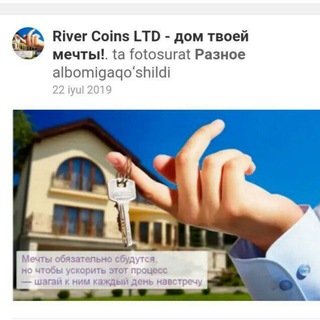 River Coins LTD - дом твоей
мечты!. ta fotosurat Разное
albomigaqo‘shildi
22 iyul 2019
Мечты обязательно сбудутся,
но чтобы ускорить этот процесс
— шагай к ним каждый день навстречу